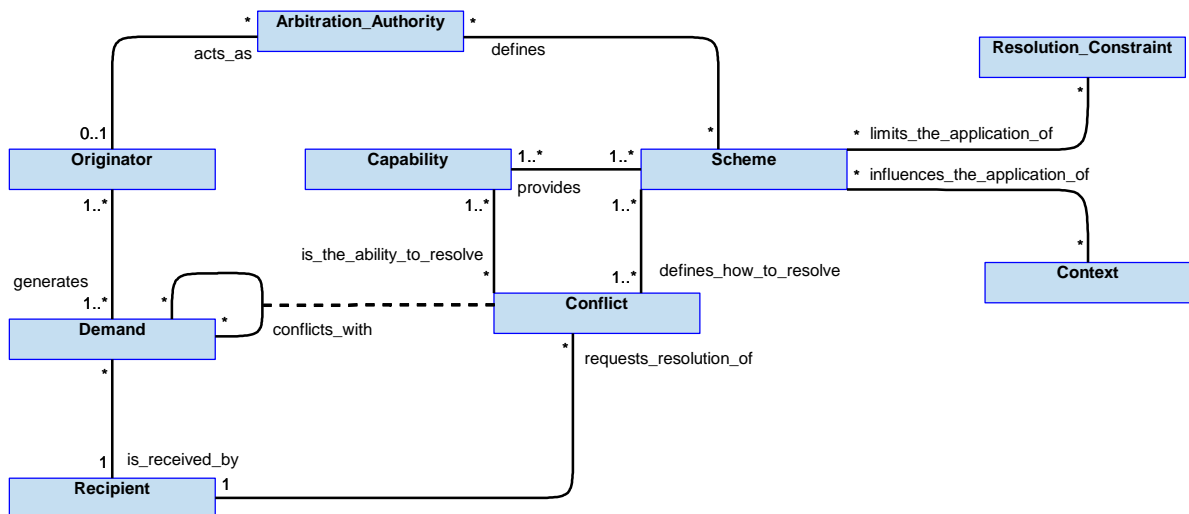 * Arbitration_Authority *
acts_as
defines
Resolution_Constraint
*
0..1
*
* limits_the_application_of
Originator
Capability
1..* 1..*
Scheme
provides
* influences_the_application_of
1..*
1..*
1..*
*
is_the_ability_to_resolve
*
1..*
defines_how_to_resolve
Context
generates
1..*
*
*
Demand
conflicts_with
Conflict
*
*
requests_resolution_of
1
is_received_by
Recipient
1